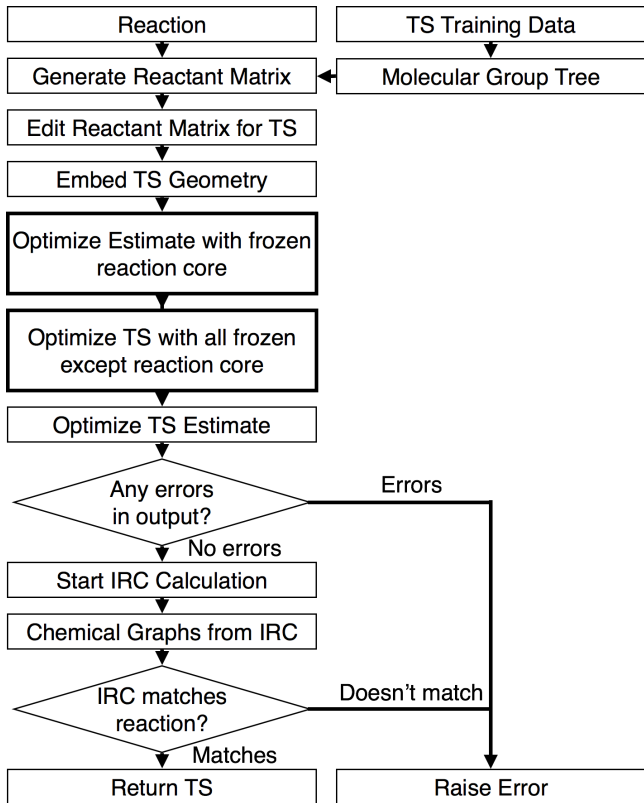 Reaction
TS Training Data
Generate Reactant Matrix
Molecular Group Tree
Edit Reactant Matrix for TS
Embed TS Geometry
Optimize Estimate with frozen
reaction core
Optimize TS with all frozen
except reaction core
Optimize TS Estimate
Any errors
in output?
Errors
No errors
Start IRC Calculation
Chemical Graphs from IRC
IRC matches
reaction?
Doesn't match
Matches
Return TS
Raise Error